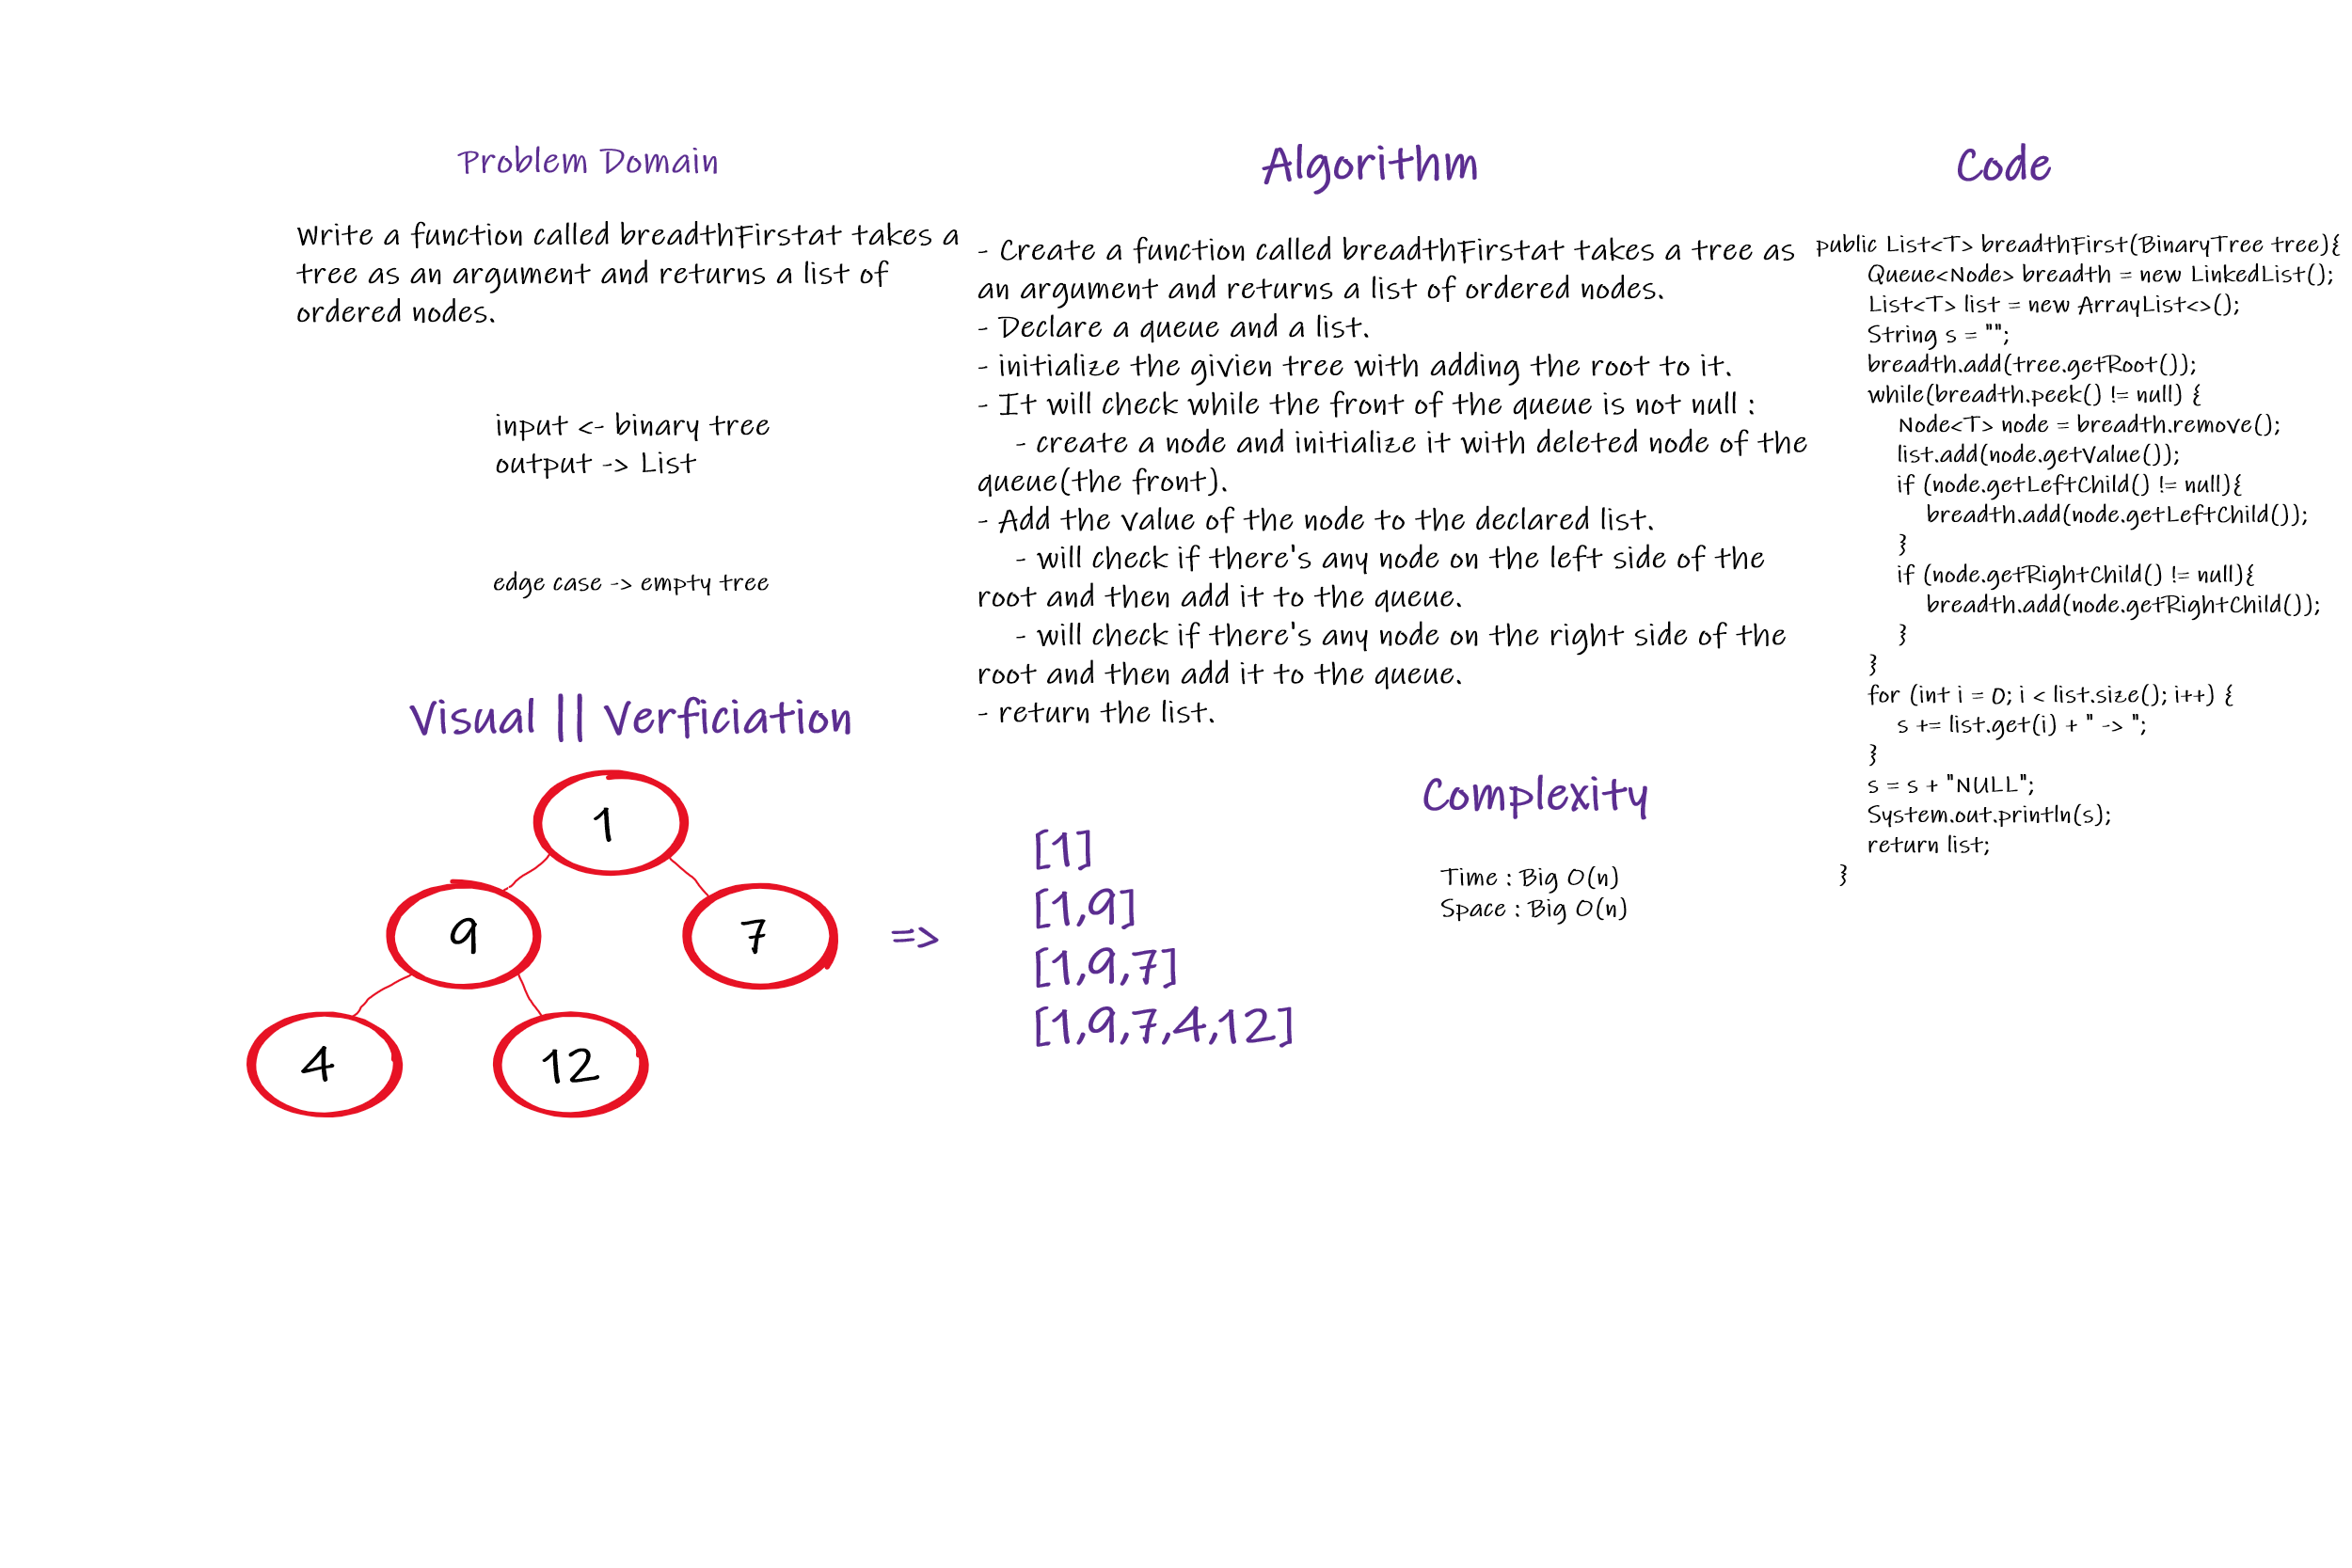 Problem Domain
Write a function called breadthFirstat takes a
tree as an argument and returns a list of
ordered nodes.
input <- binary tree
output -> List
edge case -> empty tree
Visual || Verficiation
1
9
7
4
12
=>
[1]
[1,9]
[1,9,7]
[1,9,7,4,12]
Algorithm
- Create a function called breadthFirstat takes a tree as
an argument and returns a list of ordered nodes.
- Declare a queue and a list.
- initialize the givien tree with adding the root to it.
- It will check while the front of the queue is not null :
- create a node and initialize it with deleted node of the
queue(the front).
- Add the value of the node to the declared list.
- will check if there's any node on the left side of the
root and then add it to the queue.
- will check if there's any node on the right side of the
root and then add it to the queue.
- return the list.
Complexity
Time : Big O(n)
Space : Big O(n)
Code
public List<T> breadthFirst(BinaryTree tree){
Queue<Node> breadth = new LinkedList();
List<T> list = new ArrayList<>();
String s = "";
breadth.add(tree.getRoot());
while(breadth.peek() != null) {
Node<T> node = breadth.remove();
list.add(node.getValue());
if (node.getLeftChild() != null){
breadth.add(node.getLeftChild());
}
if (node.getRightChild() != null){
breadth.add(node.getRightChild());
}
}
for (int i = 0; i < list.size(); i++) {
s += list.get(i) + " -> ";
}
s = s + "NULL";
System.out.println(s);
return list;
}